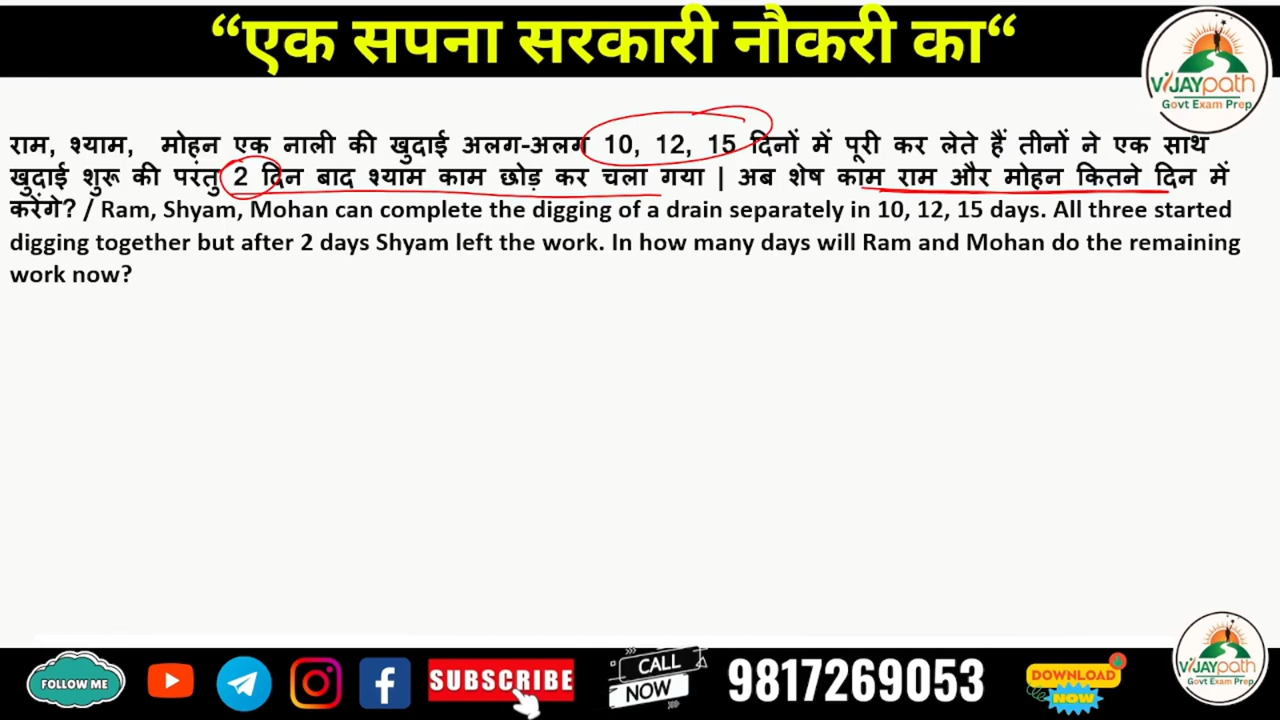 “एक सपना सरकारी नौकरी का“
ViJAYpath
Govt Exam Prep
राम, श्याम, मोहन एक नाली की खुदाई अलग-अलग 10, 12, 15 दिनों में पूरी कर लेते हैं तीनों ने एक साथ
खुदाई शुरू की परंतु 2 दिन बाद श्याम काम छोड़ कर चला गया | अब शेष काम राम और मोहन कितने दिन में
करेंगे? / Ram, Shyam, Mohan can complete the digging of a drain separately in 10, 12, 15 days. All three started
digging together but after 2 days Shyam left the work. In how many days will Ram and Mohan do the remaining
work now?
FOLLOW ME
SUBSCRIBE
CALL
NOW
9817269053
DOWNLOAD
NOW
ViJAYpath
Govt Exam Prep